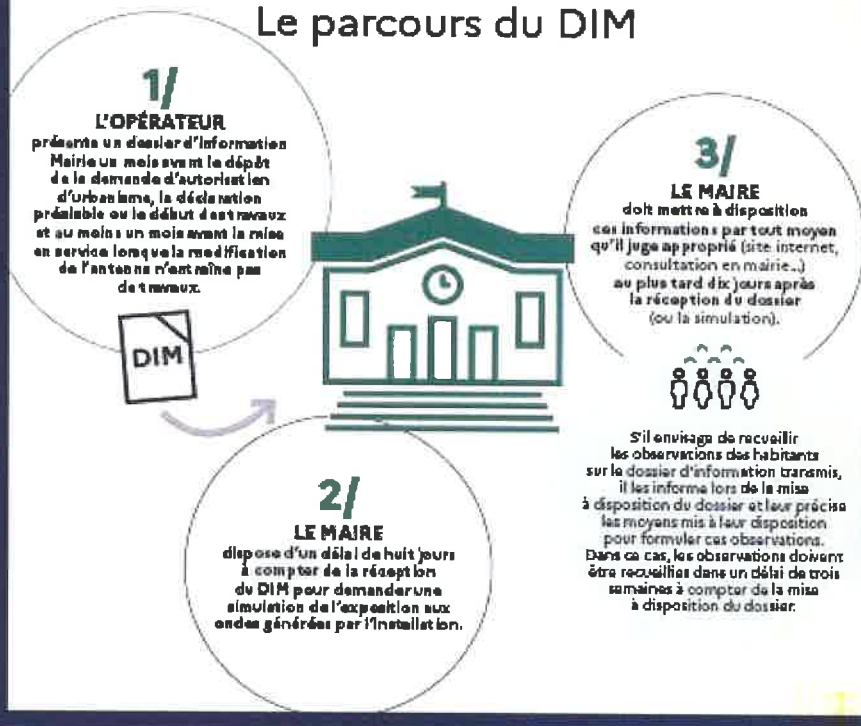 Le parcours du DIM
1/
L'OPÉRATEUR
présente un dossier d'Information
Mairie un mois avant le dépôt
de la demande d'autorisation
d'urbanisme, la déclaration
préalable ou le début des travaux
et au moins un mois avant la mise
en service lorsque la modification
de l'antenne n'entraîne pas
de travaux.
DIM
2/
LE MAIRE
dispose d'un délai de huit jours
à compter de la réception
du DIM pour demander une
simulation de l'exposition aux
ondes générées par l'installation.
3/
LE MAIRE
doit mettre à disposition
ces informations par tout moyen
qu'il juge approprié (site internet,
consultation en mairie...)
au plus tard dix jours après
la réception du dossier
(ou la simulation).
S'il envisage de recueillir
les observations des habitants
sur le dossier d'information transmis,
il les informe lors de la mise
à disposition du dossier et leur précise
les moyens mis à leur disposition
pour formuler ces observations.
Dans ce cas, les observations doivent
être recueillies dans un délai de trois
semaines à compter de la mise
à disposition du dossier.